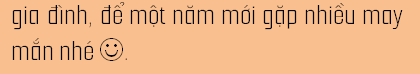 gia đình, để một năm mới gặp nhiều may
mắn nhé ☺.